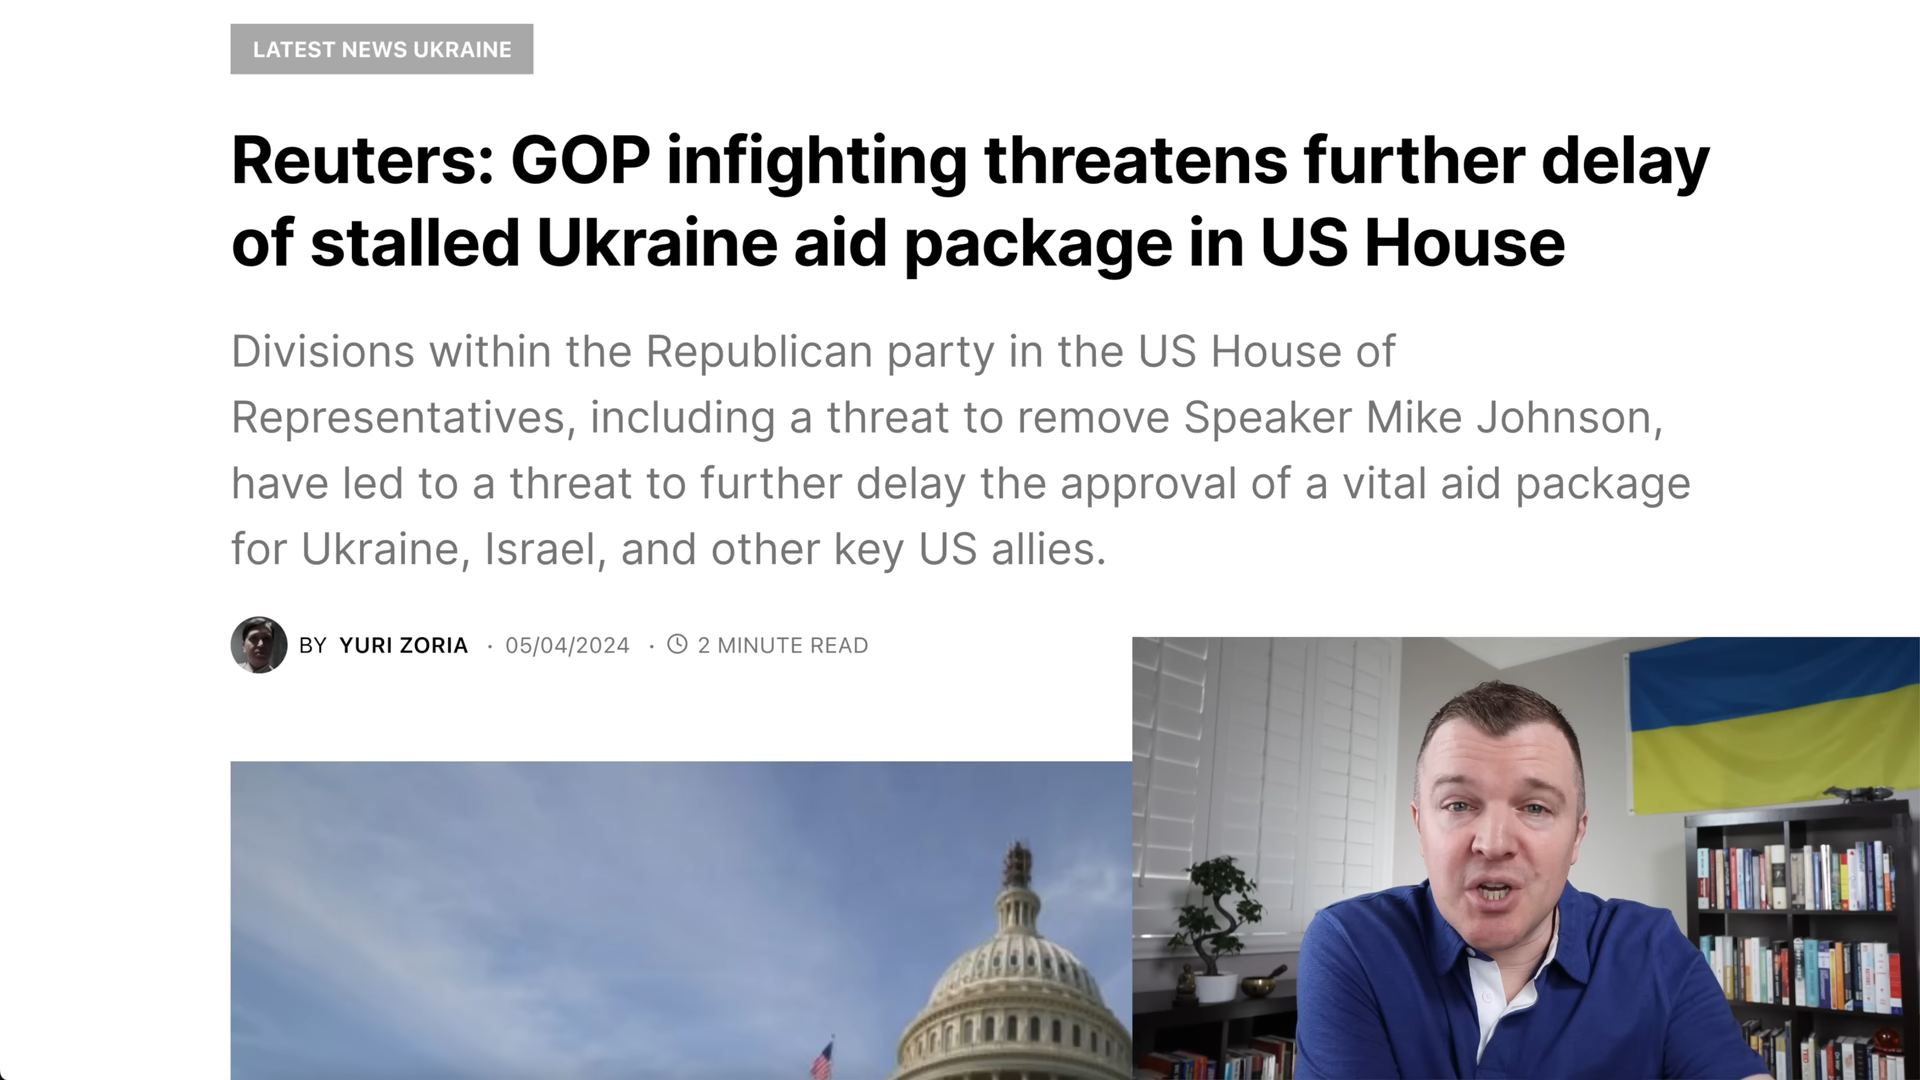 LATEST NEWS UKRAINE
Reuters: GOP infighting threatens further delay
of stalled Ukraine aid package in US House
Divisions within the Republican party in the US House of
Representatives, including a threat to remove Speaker Mike Johnson,
have led to a threat to further delay the approval of a vital aid package
for Ukraine, Israel, and other key US allies.
BY YURI ZORIA · 05/04/2024 · 2 MINUTE READ